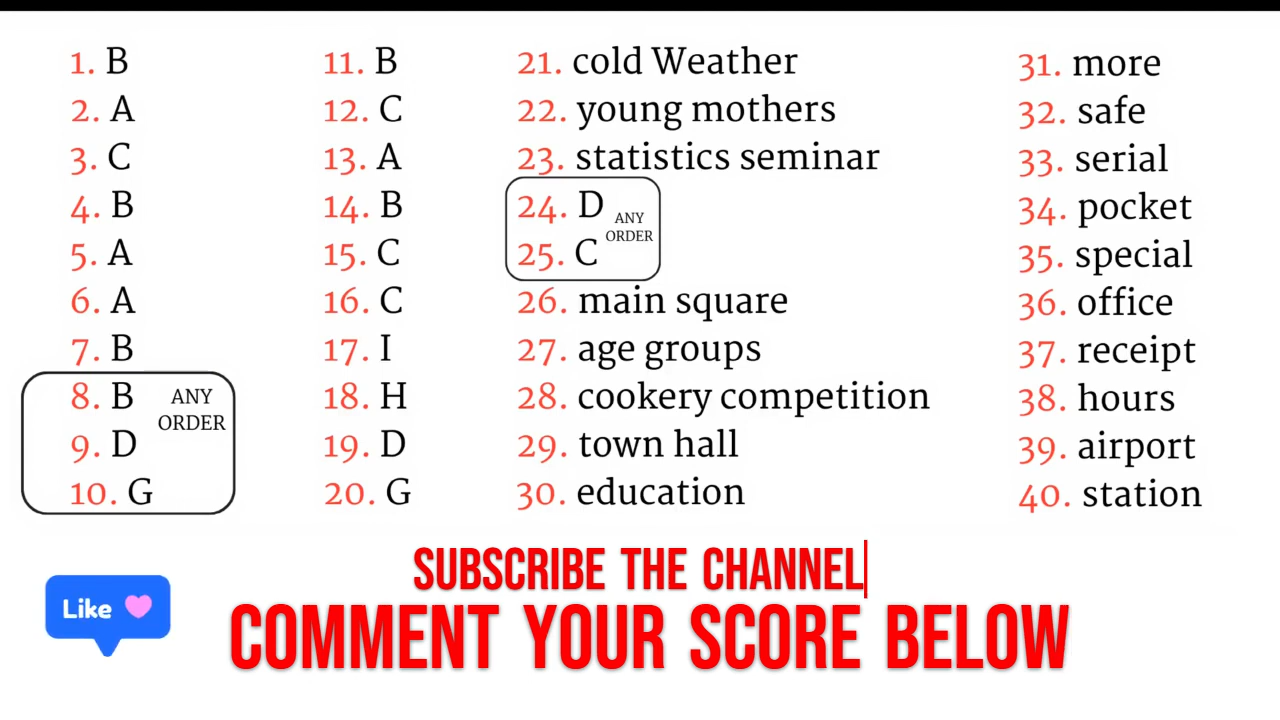 1. B
2. A
3. C
4. B
5. A
6. A
7. B
8. B
9. D
10. G
ANY
ORDER
11. B
12. C
13. A
14. B
15. C
16. C
17. I
18. H
19. D
20. G
21. cold Weather
22. young mothers
23. statistics seminar
24. D
25. C
ANY
ORDER
26. main square
27. age groups
28. cookery competition
29. town hall
30. education
31. more
32. safe
33. serial
34. pocket
35. special
36. office
37. receipt
38. hours
39. airport
40. station
SUBSCRIBE THE CHANNEL
Like
COMMENT YOUR SCORE BELOW